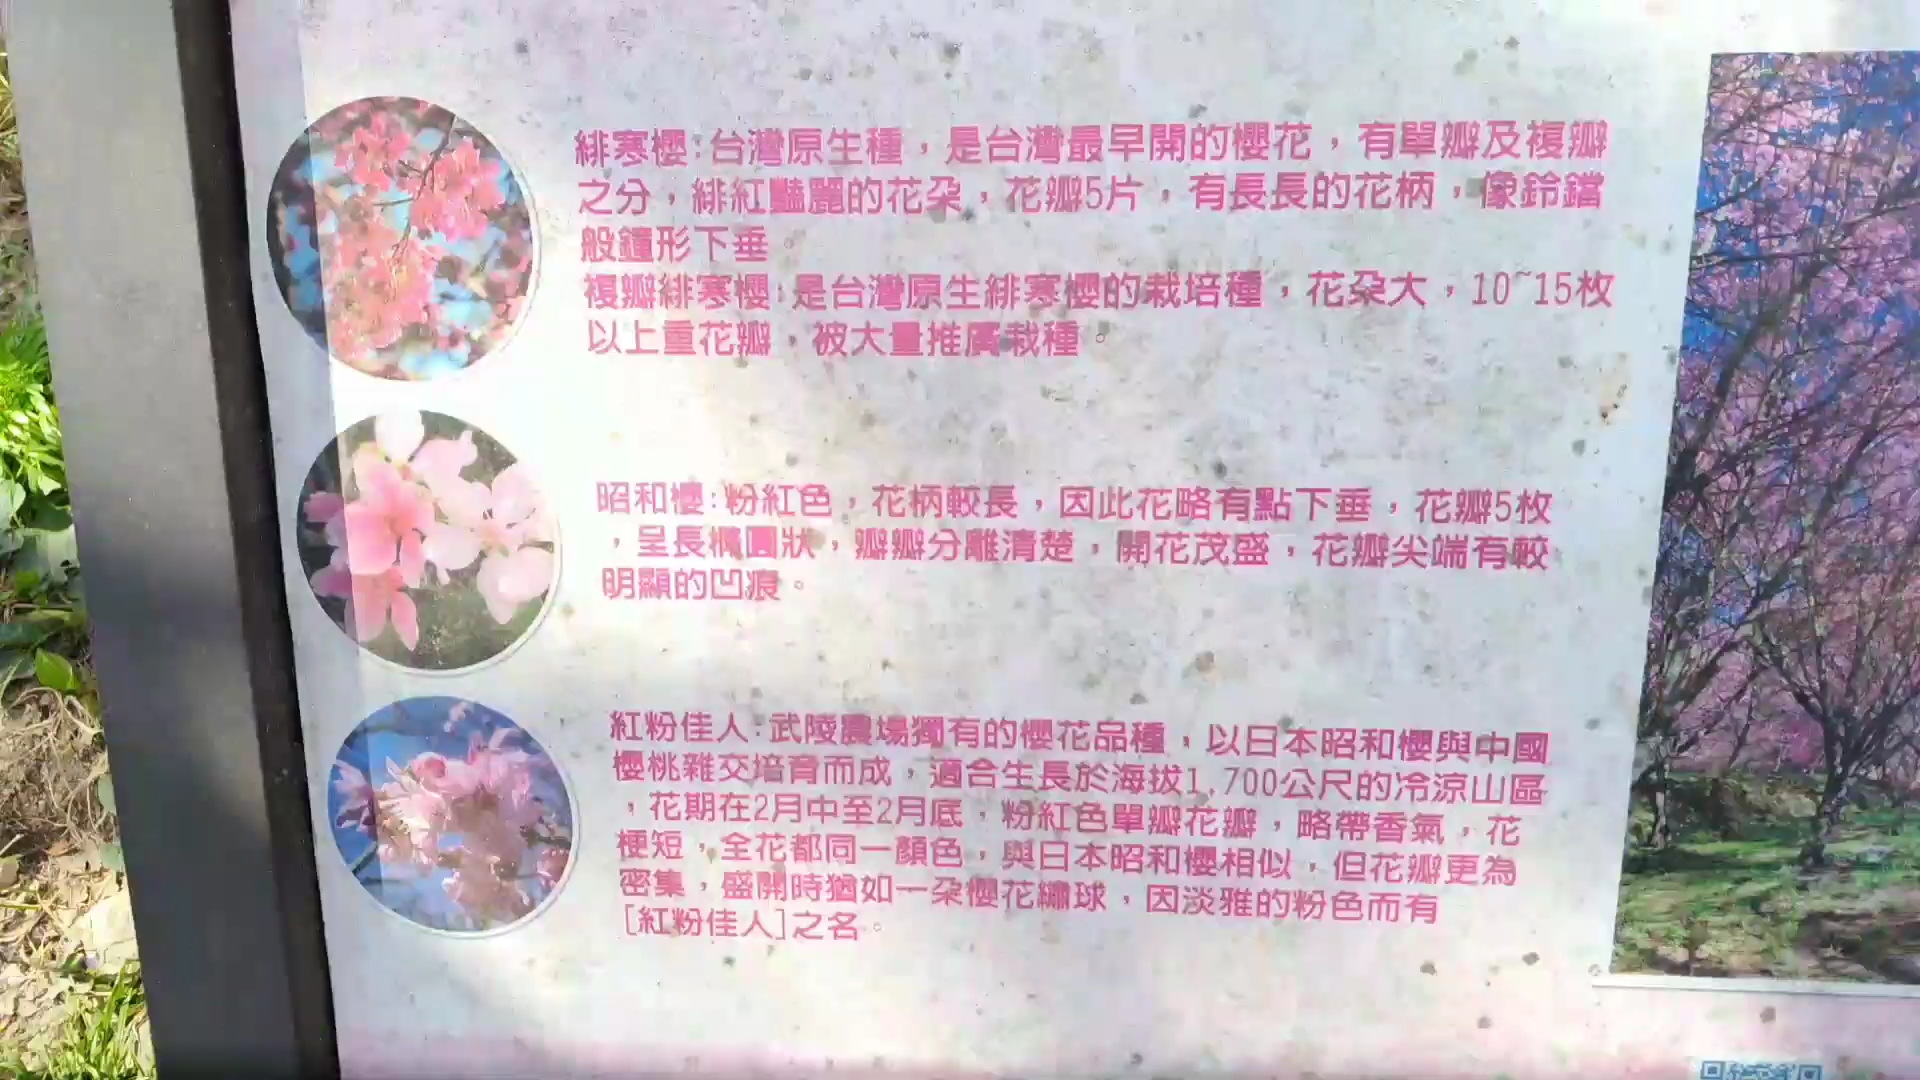 緋寒櫻:台灣原生種，是台灣最早開的櫻花，有單瓣及複瓣
之分，緋紅豔麗的花朵，花瓣5片，有長長的花柄，像鈴鐺
般鐘形下垂。
複瓣緋寒櫻:是台灣原生緋寒櫻的栽培種，花朵大，10~15枚
以上重花瓣，被大量推廣栽種。
昭和櫻:粉紅色，花柄較長，因此花略有點下垂，花瓣5枚
，呈長橢圓狀，瓣瓣分離清楚，開花茂盛，花瓣尖端有較
明顯的凹痕。
紅粉佳人:武陵農場獨有的櫻花品種，以日本昭和櫻與中國
櫻桃雜交培育而成，適合生長於海拔1,700公尺的冷涼山區
，花期在2月中至2月底，粉紅色單瓣花瓣，略帶香氣，花
梗短，全花都同一顏色，與日本昭和櫻相似，但花瓣更為
密集，盛開時猶如一朵櫻花繡球，因淡雅的粉色而有
[紅粉佳人]之名。